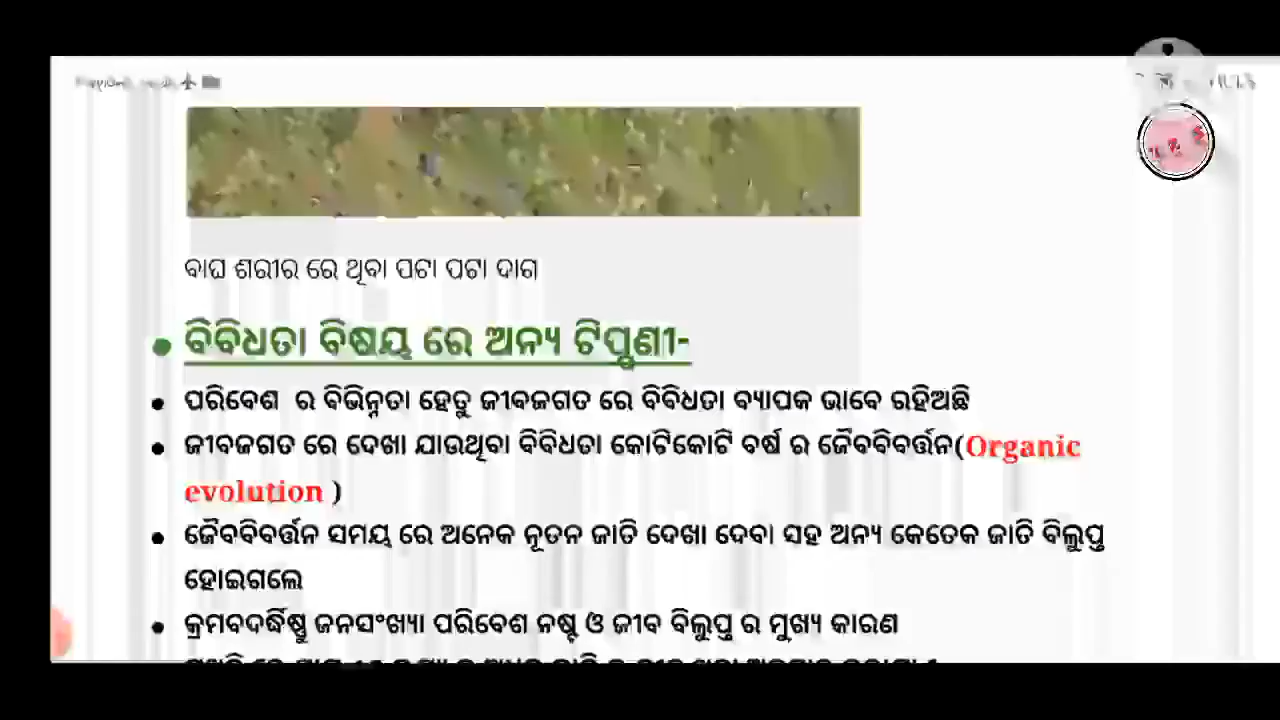 ବାଘ ଶରୀର ରେ ଥିବା ପଟା ପଟା ଦାଗ
ବିବିଧତା ବିଷୟ ରେ ଅନ୍ୟ ଟିପ୍ପଣୀ-
ପରିବେଶ ର ବିଭିନ୍ନତା ହେତୁ ଜୀବଜଗତ ରେ ବିବିଧତା ବ୍ୟାପକ ଭାବେ ରହିଅଛି
ଜୀବଜଗତ ରେ ଦେଖା ଯାଉଥିବା ବିବିଧତା କୋଟିକୋଟି ବର୍ଷ ର ଜୈବବିବର୍ତ୍ତନ(Organic
evolution )
ଜୈବବିବର୍ତ୍ତନ ସମୟ ରେ ଅନେକ ନୂତନ ଜାତି ଦେଖା ଦେବା ସହ ଅନ୍ୟ କେତେକ ଜାତି ବିଲୁପ୍ତ
ହୋଇଗଲେ
କ୍ରମବଦର୍ଦ୍ଧିଷ୍ଣୁ ଜନସଂଖ୍ୟା ପରିବେଶ ନଷ୍ଟ ଓ ଜୀବ ବିଲୁପ୍ତ ର ମୁଖ୍ୟ କାରଣ